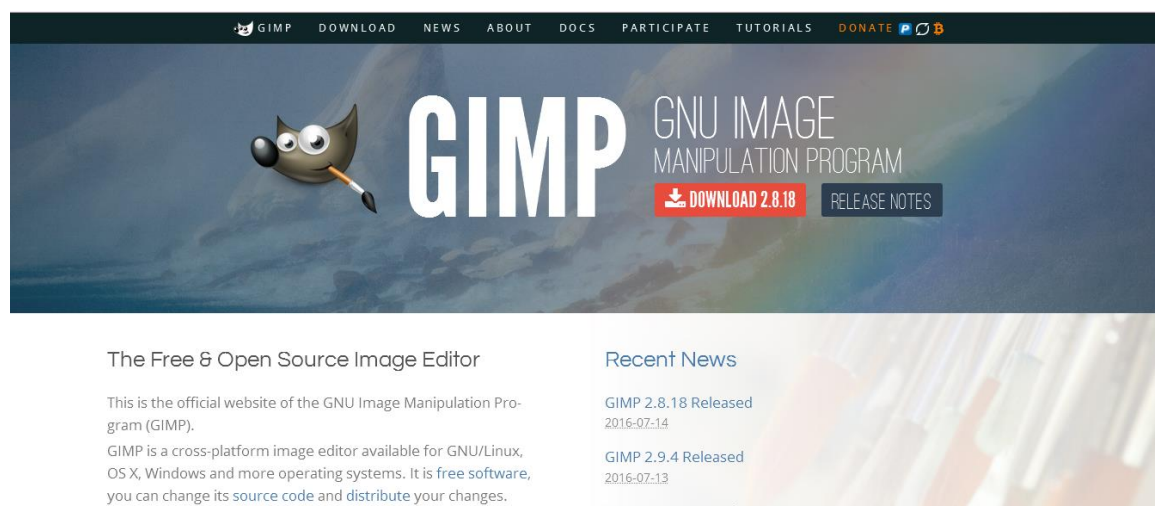 GIMP DOWNLOAD NEWS ABOUT DOCS PARTICIPATE TUTORIALS DONATE
GIMP
GNU IMAGE
MANIPULATION PROGRAM
DOWNLOAD 2.8.18 RELEASE NOTES
The Free & Open Source Image Editor
This is the official website of the GNU Image Manipulation Pro-
gram (GIMP).
GIMP is a cross-platform image editor available for GNU/Linux,
OS X, Windows and more operating systems. It is free software,
you can change its source code and distribute your changes.
Recent News
GIMP 2.8.18 Released
2016-07-14
GIMP 2.9.4 Released
2016-07-13